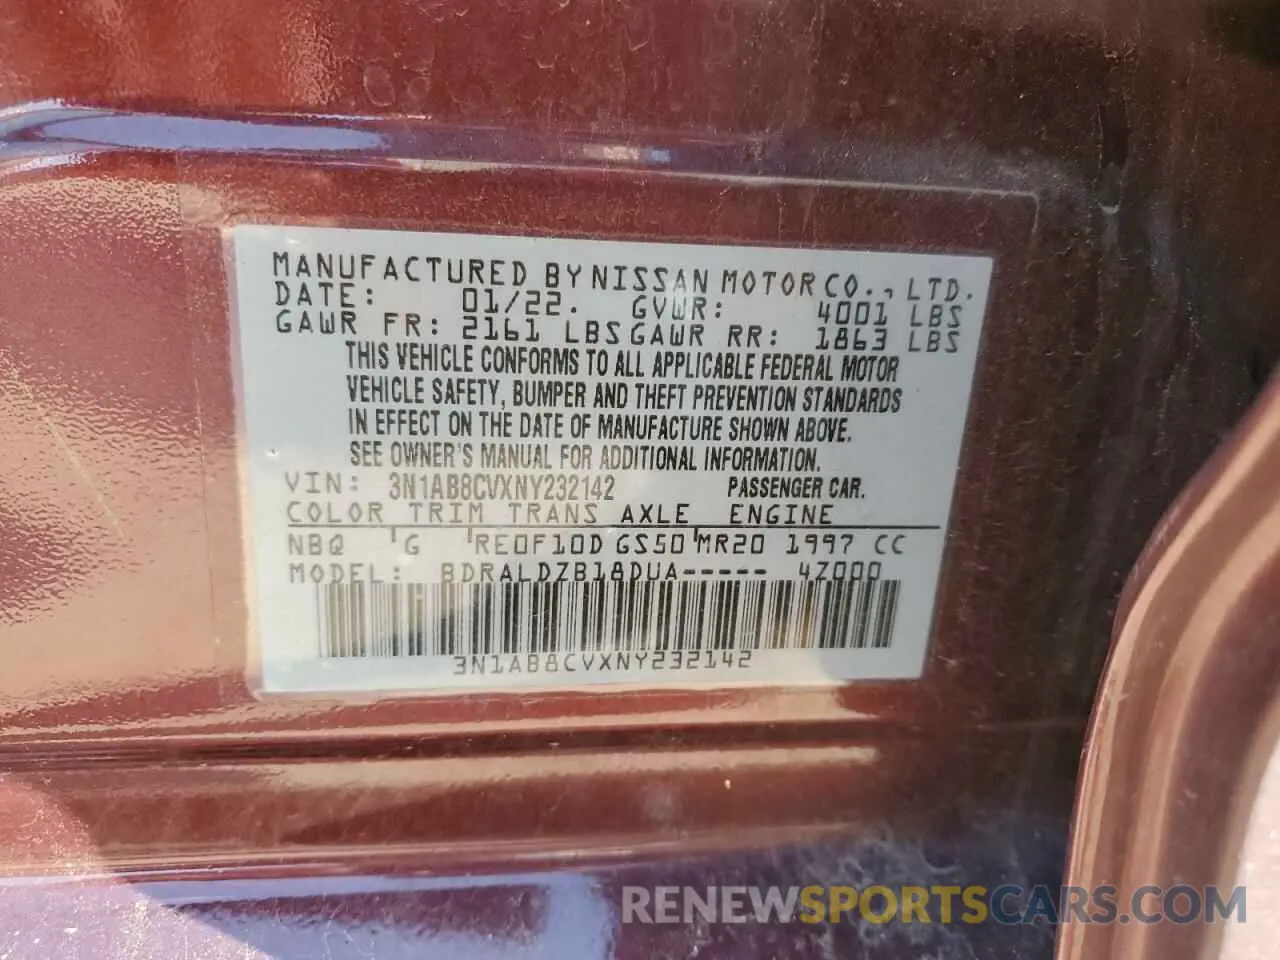 MANUFACTURED BY NISSAN MOTOR CO., LTD.
DATE: 01/22. GVWR: 4001 LBS
GAWR FR: 2161 LBS GAWR RR: 1863 LBS
THIS VEHICLE CONFORMS TO ALL APPLICABLE FEDERAL MOTOR
VEHICLE SAFETY, BUMPER AND THEFT PREVENTION STANDARDS
IN EFFECT ON THE DATE OF MANUFACTURE SHOWN ABOVE.
SEE OWNER'S MANUAL FOR ADDITIONAL INFORMATION.
VIN: 3N1AB8CVXNY232142 PASSENGER CAR.
COLOR TRIM TRANS AXLE ENGINE
NBQ G RE0F10D GS50 MR20 1997 CC
MODEL: BDRALDZB18DUA----- 4Z000
3N1AB8CVXNY232142
RENEWSPORTSCARS.COM